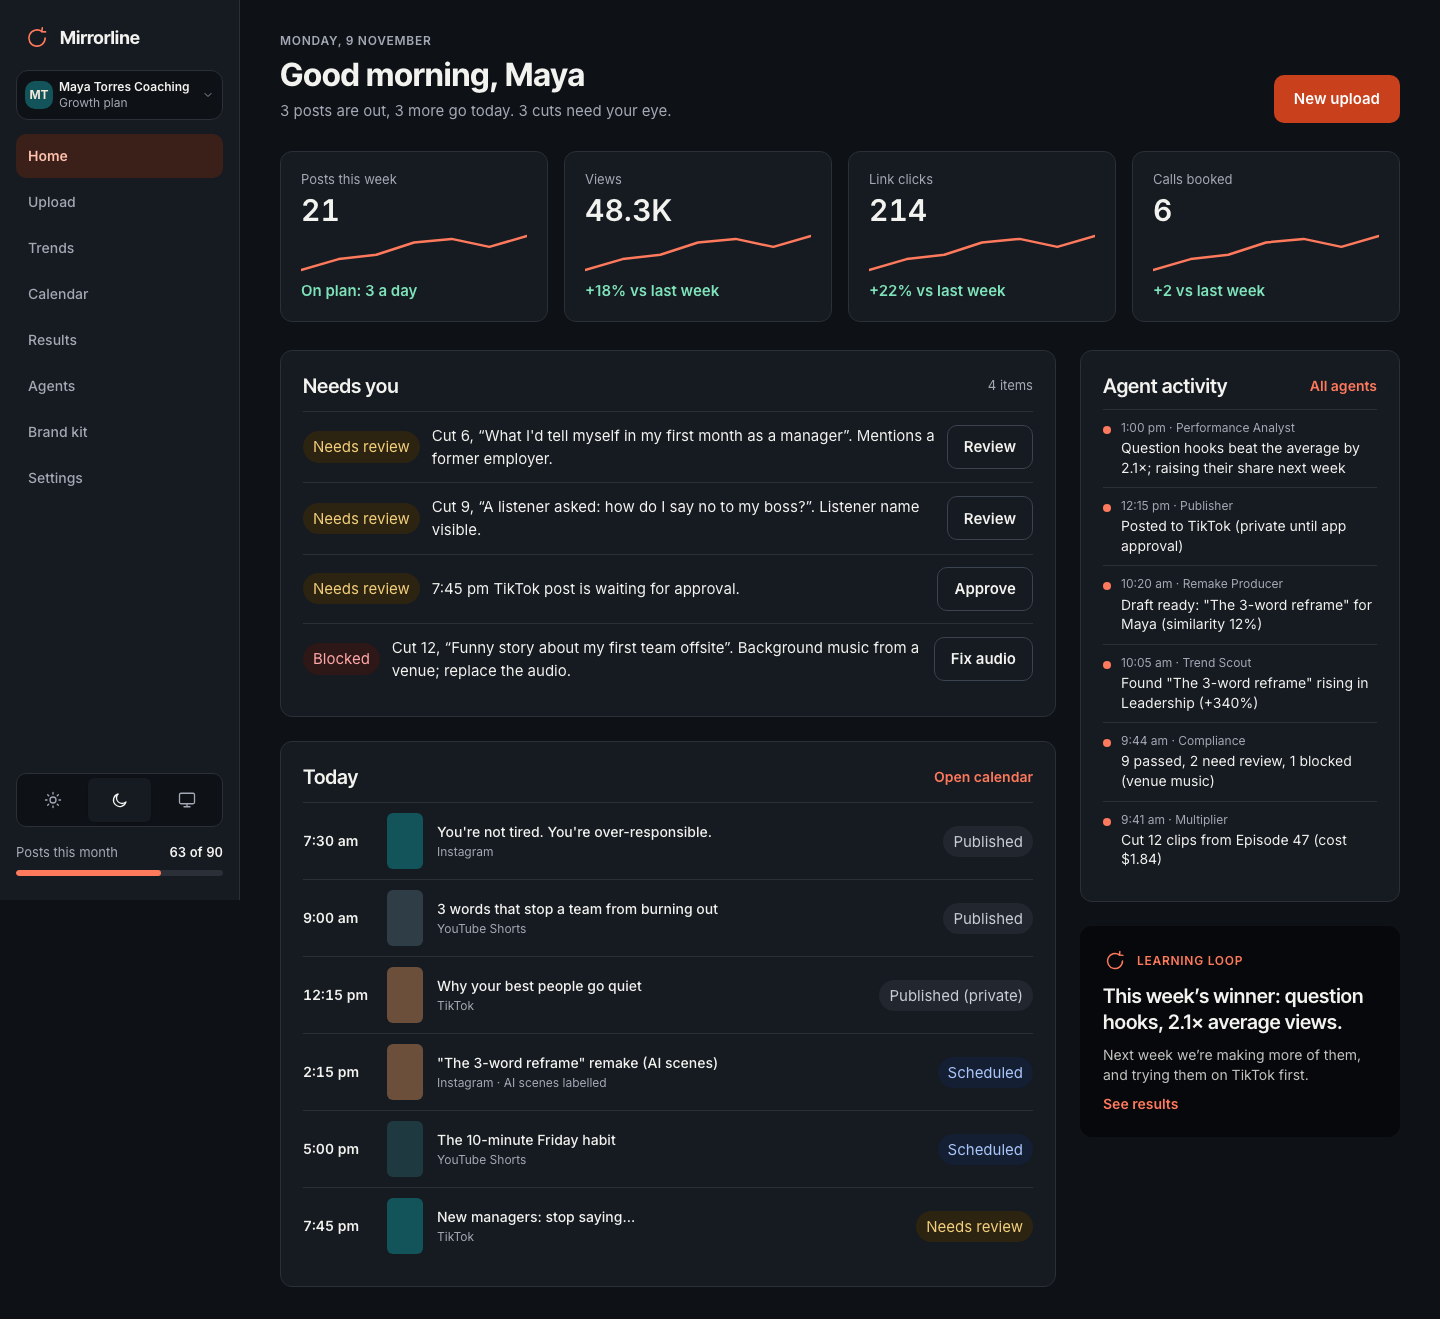 Mirrorline
MT
Maya Torres Coaching
Growth plan
Home
Upload
Trends
Calendar
Results
Agents
Brand kit
Settings
Posts this month
63 of 90
MONDAY, 9 NOVEMBER
Good morning, Maya
3 posts are out, 3 more go today. 3 cuts need your eye.
New upload
Posts this week
21
On plan: 3 a day
Views
48.3K
+18% vs last week
Link clicks
214
+22% vs last week
Calls booked
6
+2 vs last week
Needs you
4 items
Needs review
Cut 6, “What I'd tell myself in my first month as a manager”. Mentions a
former employer.
Review
Needs review
Cut 9, “A listener asked: how do I say no to my boss?”. Listener name
visible.
Review
Needs review
7:45 pm TikTok post is waiting for approval.
Approve
Blocked
Cut 12, “Funny story about my first team offsite”. Background music from a
venue; replace the audio.
Fix audio
Today
Open calendar
7:30 am
You're not tired. You're over-responsible.
Instagram
Published
9:00 am
3 words that stop a team from burning out
YouTube Shorts
Published
12:15 pm
Why your best people go quiet
TikTok
Published (private)
2:15 pm
"The 3-word reframe" remake (AI scenes)
Instagram · AI scenes labelled
Scheduled
5:00 pm
The 10-minute Friday habit
YouTube Shorts
Scheduled
7:45 pm
New managers: stop saying...
TikTok
Needs review
Agent activity
All agents
1:00 pm · Performance Analyst
Question hooks beat the average by
2.1×; raising their share next week
12:15 pm · Publisher
Posted to TikTok (private until app
approval)
10:20 am · Remake Producer
Draft ready: "The 3-word reframe" for
Maya (similarity 12%)
10:05 am · Trend Scout
Found "The 3-word reframe" rising in
Leadership (+340%)
9:44 am · Compliance
9 passed, 2 need review, 1 blocked
(venue music)
9:41 am · Multiplier
Cut 12 clips from Episode 47 (cost
$1.84)
LEARNING LOOP
This week’s winner: question
hooks, 2.1× average views.
Next week we’re making more of them,
and trying them on TikTok first.
See results